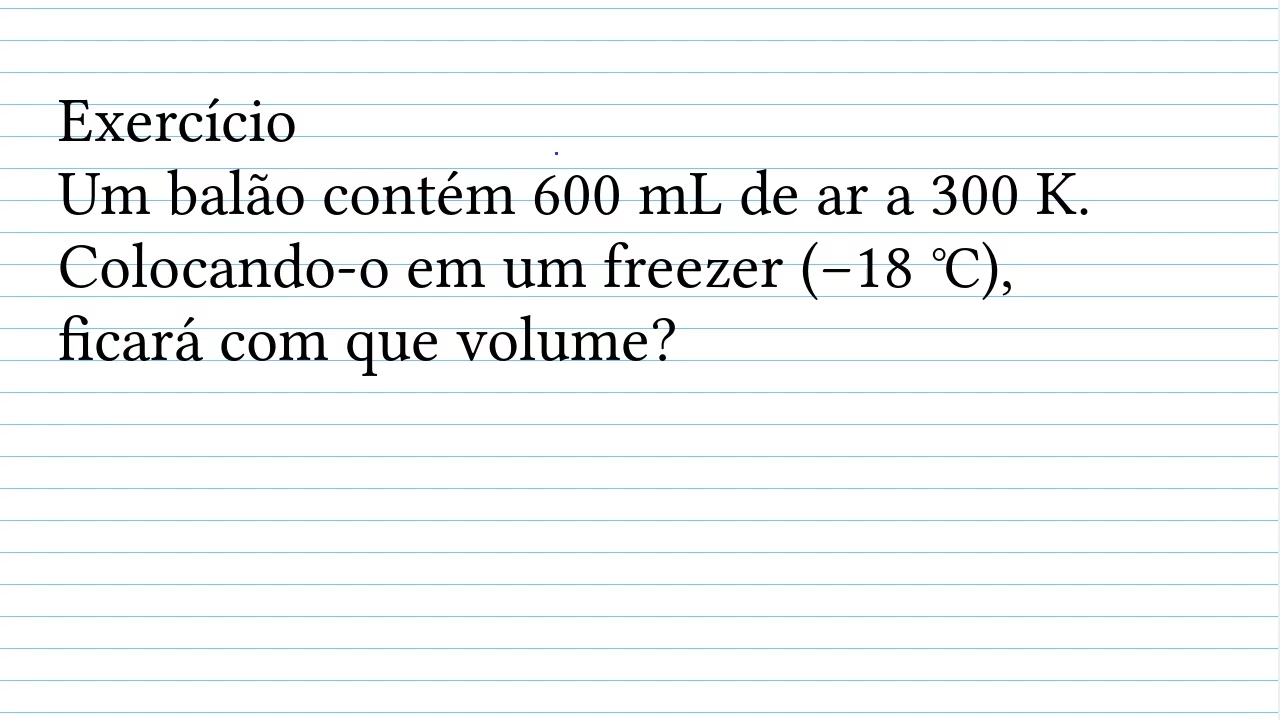 Exercício
Um balão contém 600 mL de ar a 300 K.
Colocando-o em um freezer (−18 ℃),
ficará com que volume?